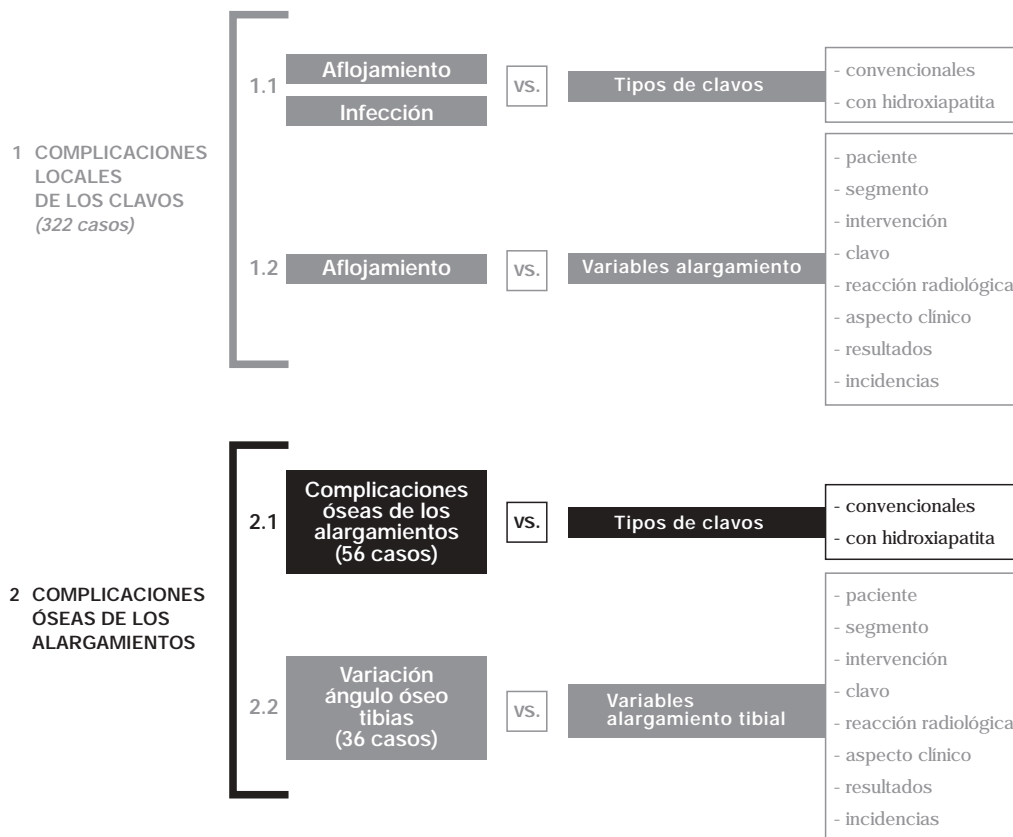 1 COMPLICACIONES
LOCALES
DE LOS CLAVOS
(322 casos)
1.1
Aflojamiento
Infección
VS.
Tipos de clavos
- convencionales
- con hidroxiapatita
1.2
Aflojamiento
VS.
Variables alargamiento
- paciente
- segmento
- intervención
- clavo
- reacción radiológica
- aspecto clínico
- resultados
- incidencias
2 COMPLICACIONES
ÓSEAS DE LOS
ALARGAMIENTOS
2.1
Complicaciones
óseas de los
alargamientos
(56 casos)
VS.
Tipos de clavos
- convencionales
- con hidroxiapatita
2.2
Variación
ángulo óseo
tibias
(36 casos)
VS.
Variables
alargamiento tibial
- paciente
- segmento
- intervención
- clavo
- reacción radiológica
- aspecto clínico
- resultados
- incidencias